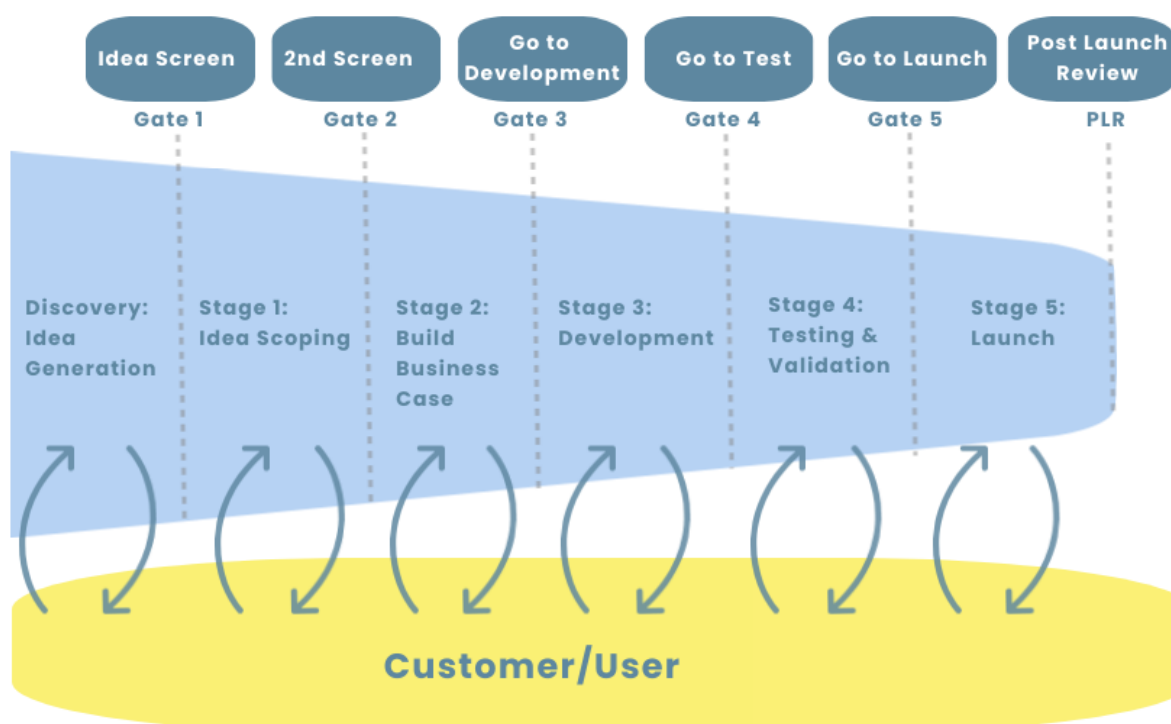 Idea Screen
2nd Screen
Go to
Development
Go to Test
Go to Launch
Post Launch
Review
Gate 1
Gate 2
Gate 3
Gate 4
Gate 5
PLR
Discovery:
Idea
Generation
Stage 1:
Idea Scoping
Stage 2:
Build
Business
Case
Stage 3:
Development
Stage 4:
Testing &
Validation
Stage 5:
Launch
Customer/User